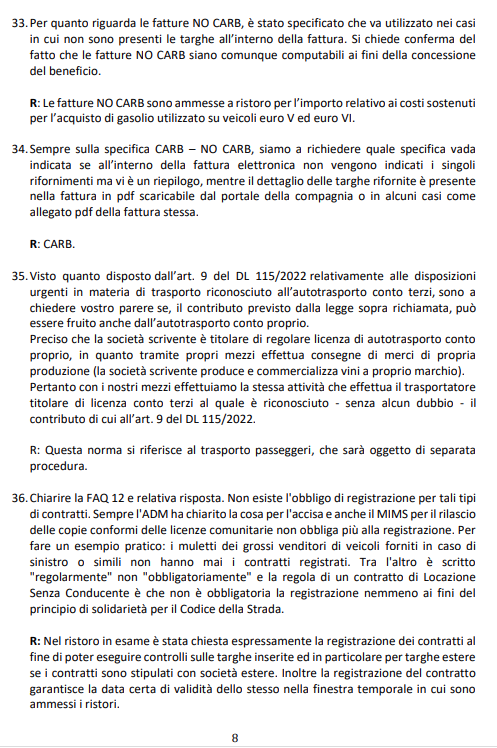 33. Per quanto riguarda le fatture NO CARB, è stato specificato che va utilizzato nei casi
in cui non sono presenti le targhe all'interno della fattura. Si chiede conferma del
fatto che le fatture NO CARB siano comunque computabili ai fini della concessione
del beneficio.
R: Le fatture NO CARB sono ammesse a ristoro per l'importo relativo ai costi sostenuti
per l'acquisto di gasolio utilizzato su veicoli euro V ed euro VI.
34. Sempre sulla specifica CARB – NO CARB, siamo a richiedere quale specifica vada
indicata se all'interno della fattura elettronica non vengono indicati i singoli
rifornimenti ma vi è un riepilogo, mentre il dettaglio delle targhe rifornite è presente
nella fattura in pdf scaricabile dal portale della compagnia o in alcuni casi come
allegato pdf della fattura stessa.
R: CARB.
35. Visto quanto disposto dall'art. 9 del DL 115/2022 relativamente alle disposizioni
urgenti in materia di trasporto riconosciuto all'autotrasporto conto terzi, sono a
chiedere vostro parere se, il contributo previsto dalla legge sopra richiamata, può
essere fruito anche dall'autotrasporto conto proprio.
Preciso che la società scrivente è titolare di regolare licenza di autotrasporto conto
proprio, in quanto tramite propri mezzi effettua consegne di merci di propria
produzione (la società scrivente produce e commercializza vini a proprio marchio).
Pertanto con i nostri mezzi effettuiamo la stessa attività che effettua il trasportatore
titolare di licenza conto terzi al quale è riconosciuto - senza alcun dubbio - il
contributo di cui all'art. 9 del DL 115/2022.
R: Questa norma si riferisce al trasporto passeggeri, che sarà oggetto di separata
procedura.
36. Chiarire la FAQ 12 e relativa risposta. Non esiste l'obbligo di registrazione per tali tipi
di contratti. Sempre l'ADM ha chiarito la cosa per l'accisa e anche il MIMS per il rilascio
delle copie conformi delle licenze comunitarie non obbliga più alla registrazione. Per
fare un esempio pratico: i muletti dei grossi venditori di veicoli forniti in caso di
sinistro o simili non hanno mai i contratti registrati. Tra l'altro è scritto
"regolarmente" non "obbligatoriamente" e la regola di un contratto di Locazione
Senza Conducente è che non è obbligatoria la registrazione nemmeno ai fini del
principio di solidarietà per il Codice della Strada.
R: Nel ristoro in esame è stata chiesta espressamente la registrazione dei contratti al
fine di poter eseguire controlli sulle targhe inserite ed in particolare per targhe estere
se i contratti sono stipulati con società estere. Inoltre la registrazione del contratto
garantisce la data certa di validità dello stesso nella finestra temporale in cui sono
ammessi i ristori.
8